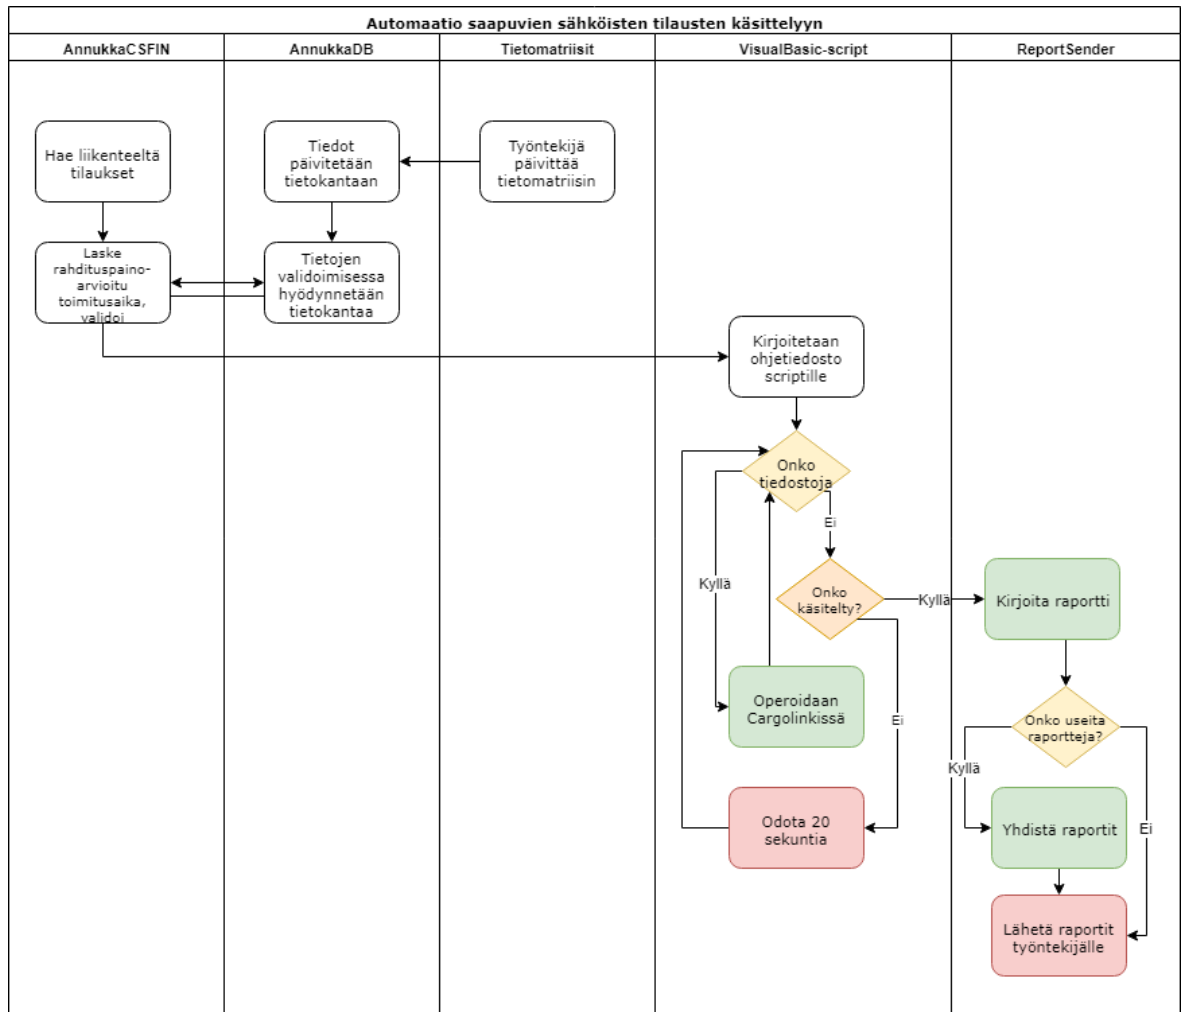 Automaatio saapuvien sähköisten tilausten käsittelyyn
AnnukkaCSFIN
AnnukkaDB
Tietomatriisit
VisualBasic-script
ReportSender
Hae liikenteeltä
tilaukset
Tiedot
päivitetään
tietokantaan
Työntekijä
päivittää
tietomatriisin
Laske
rahdituspaino-
arvioitu
toimitusaika,
validoi
Tietojen
validoimisessa
hyödynnetään
tietokantaa
Kirjoitetaan
ohjetiedosto
scriptille
Onko
tiedostoja
Ei
Kyllä
Onko
käsitelty?
Kyllä
Kirjoita raportti
Operoidaan
Cargolinkissä
Ei
Onko useita
raportteja?
Kyllä
Odota 20
sekuntia
Yhdistä raportit
Ei
Lähetä raportit
työntekijälle